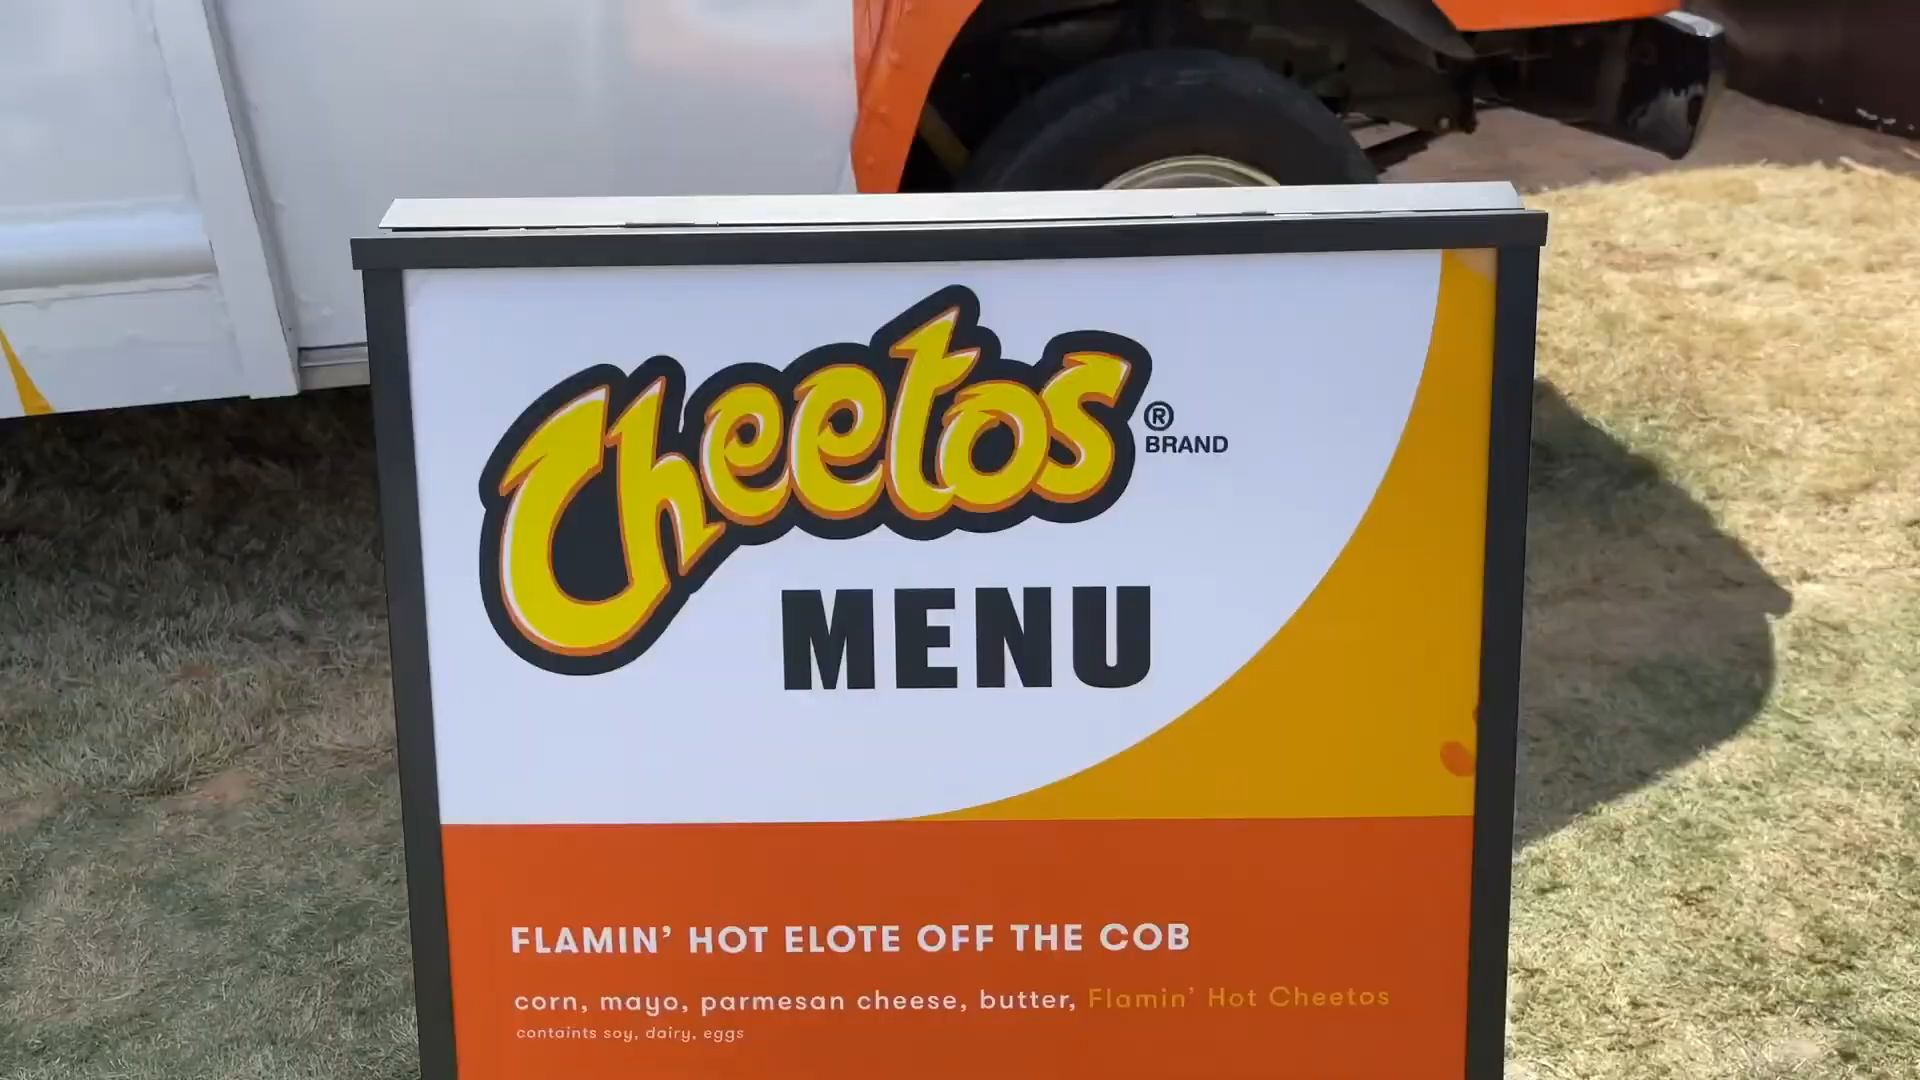 Cheetos
®
BRAND
MENU
FLAMIN’ HOT ELOTE OFF THE COB
corn, mayo, parmesan cheese, butter, Flamin’ Hot Cheetos
containts soy, dairy, eggs